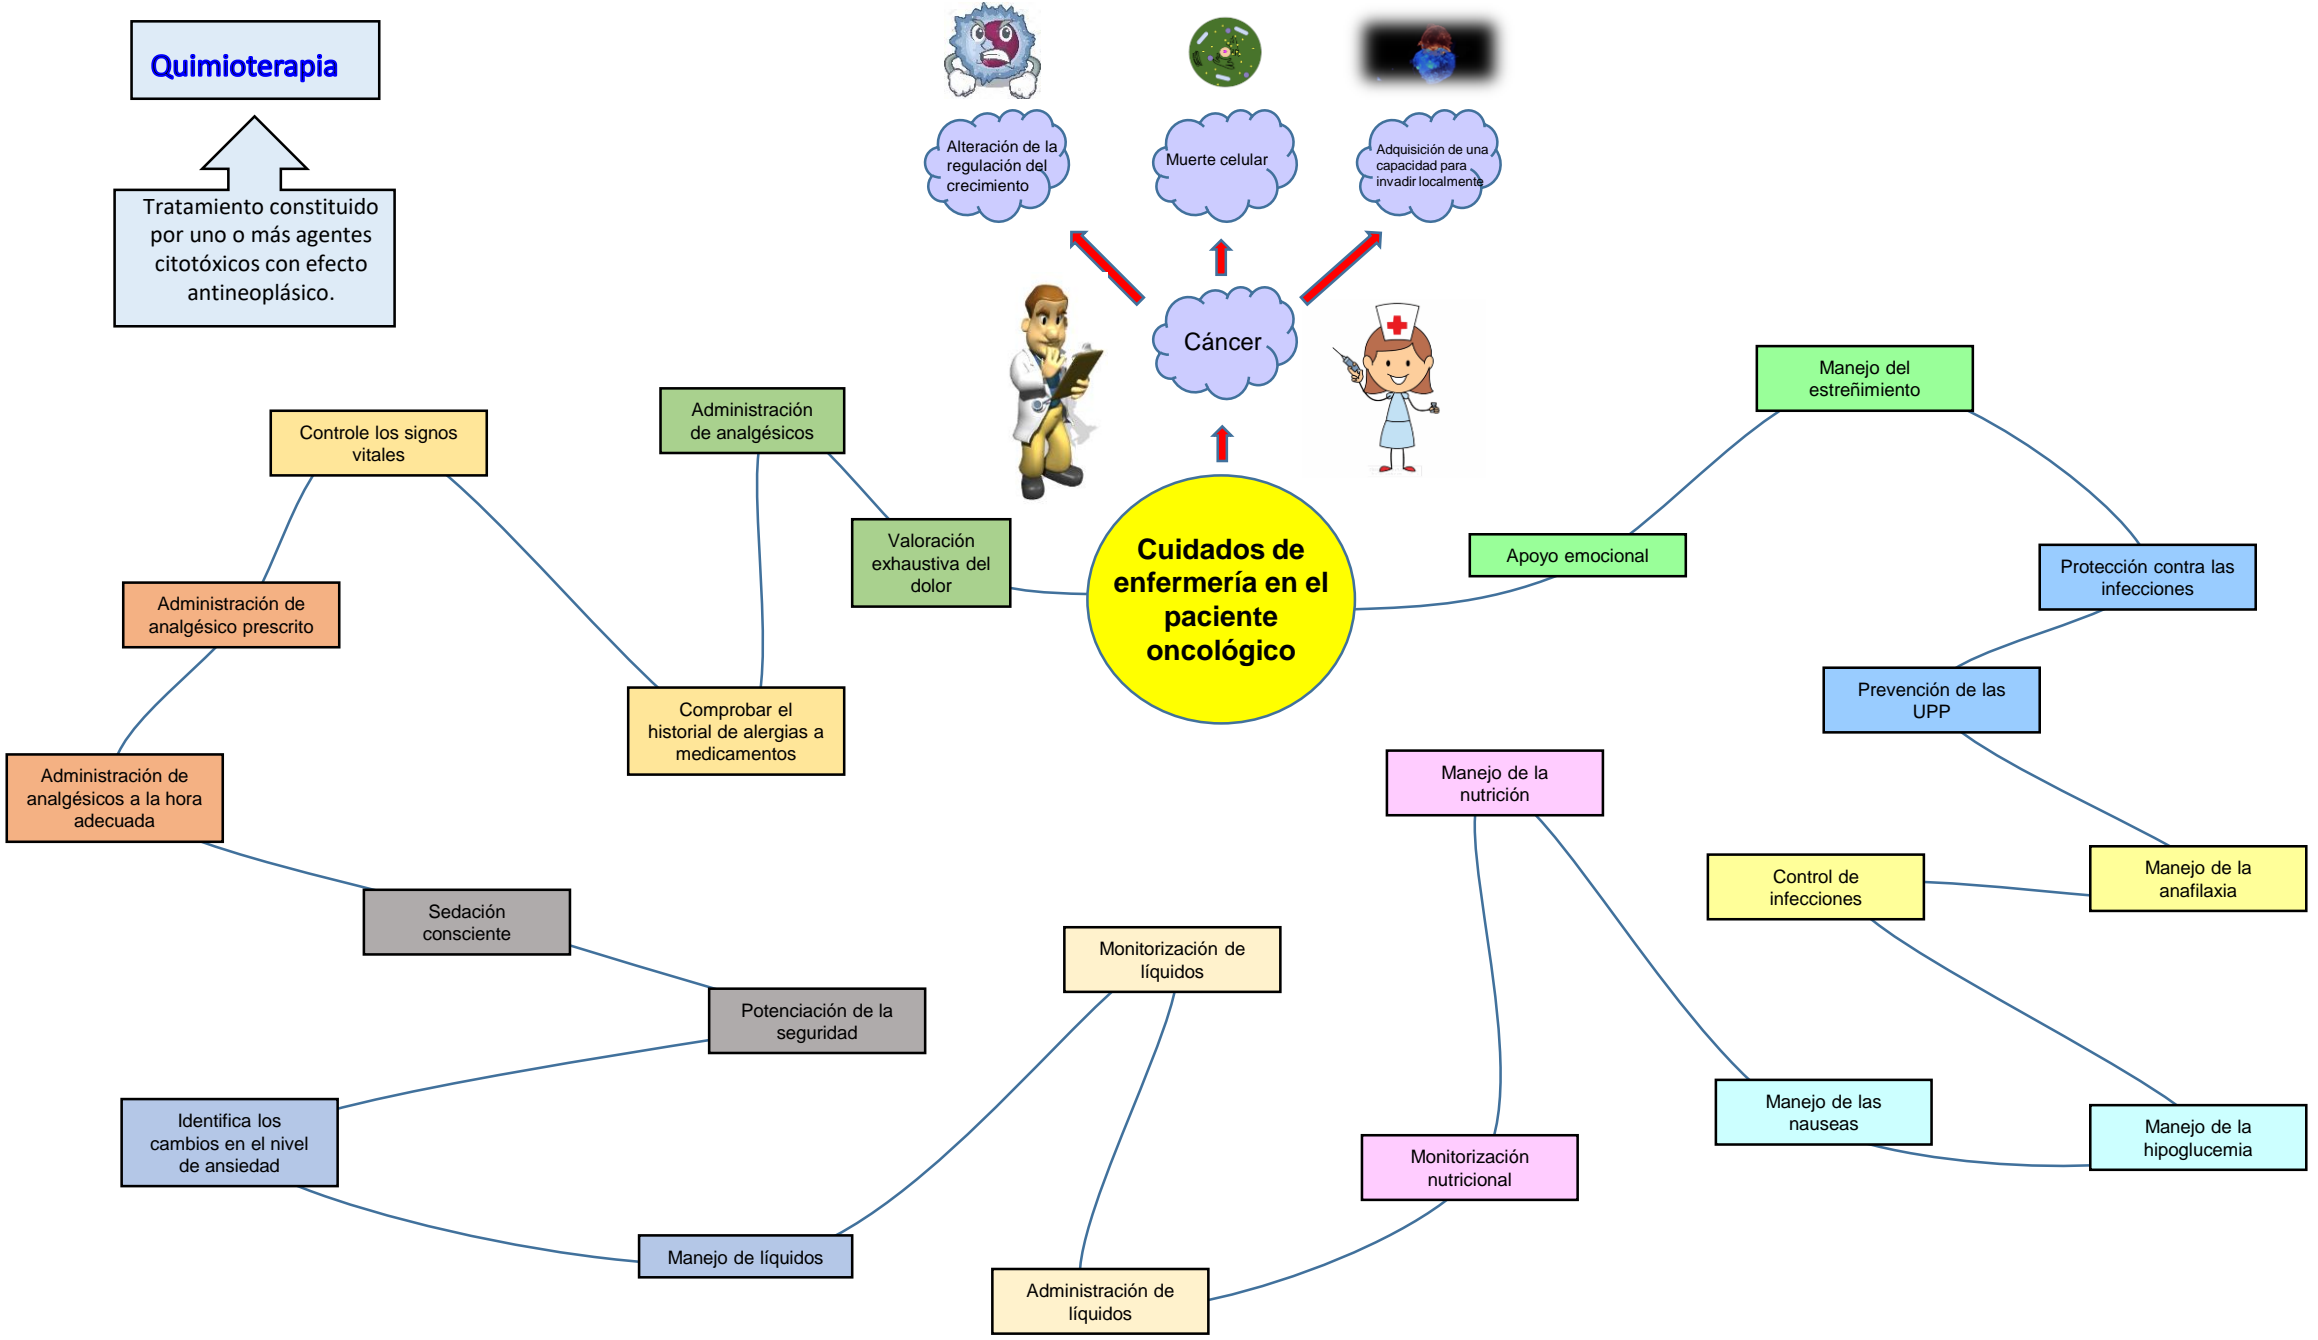 Quimioterapia
Tratamiento constituido
por uno o más agentes
citotóxicos con efecto
antineoplásico.
Alteración de la
regulación del
crecimiento
Muerte celular
Adquisición de una
capacidad para
invadir localmente
Cáncer
Cuidados de
enfermería en el
paciente
oncológico
Valoración
exhaustiva del
dolor
Administración
de analgésicos
Comprobar el
historial de alergias a
medicamentos
Controle los signos
vitales
Administración de
analgésico prescrito
Administración de
analgésicos a la hora
adecuada
Sedación
consciente
Potenciación de la
seguridad
Identifica los
cambios en el nivel
de ansiedad
Manejo de líquidos
Monitorización de
líquidos
Administración de
líquidos
Monitorización
nutricional
Manejo de la
nutrición
Manejo de las
nauseas
Manejo de la
hipoglucemia
Control de
infecciones
Manejo de la
anafilaxia
Prevención de las
UPP
Protección contra las
infecciones
Manejo del
estreñimiento
Apoyo emocional